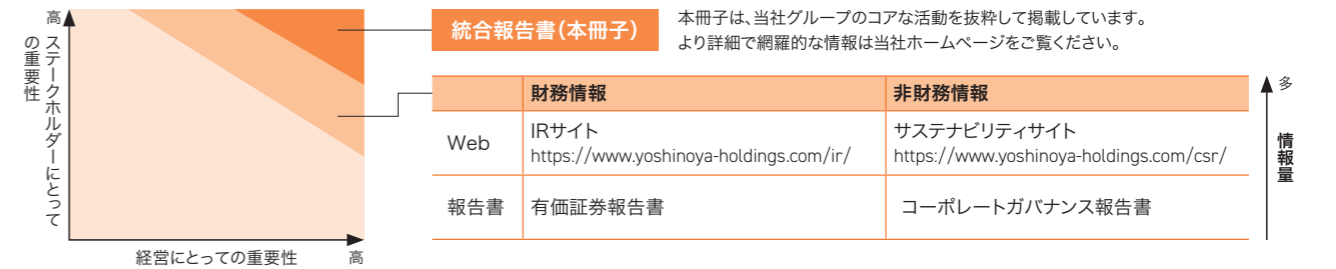 高
ステークホルダーにとって
の重要性
経営にとっての重要性
高
統合報告書（本冊子）
本冊子は、当社グループのコアな活動を抜粋して掲載しています。
より詳細で網羅的な情報は当社ホームページをご覧ください。
財務情報
非財務情報
Web
IRサイト
https://www.yoshinoya-holdings.com/ir/
サステナビリティサイト
https://www.yoshinoya-holdings.com/csr/
報告書
有価証券報告書
コーポレートガバナンス報告書
多
情報量